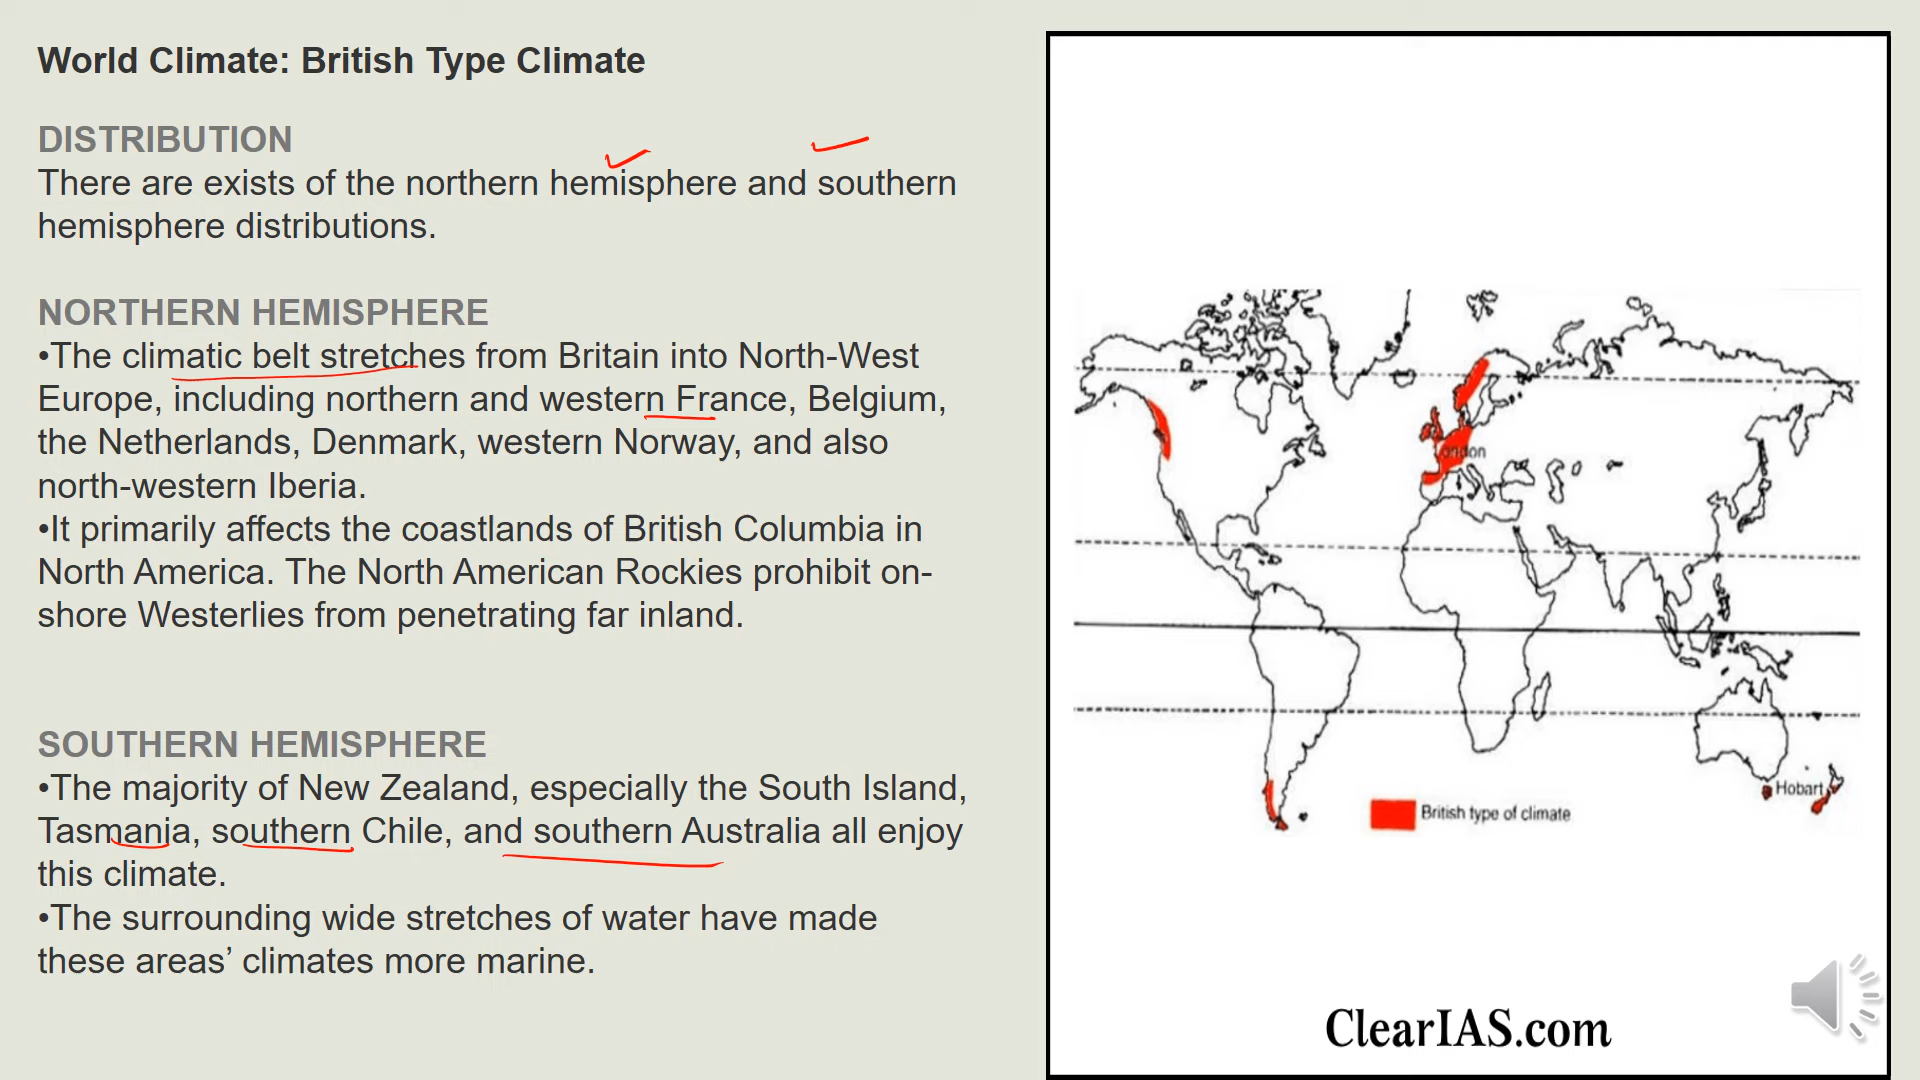 World Climate: British Type Climate
DISTRIBUTION
There are exists of the northern hemisphere and southern
hemisphere distributions.
NORTHERN HEMISPHERE
•The climatic belt stretches from Britain into North-West
Europe, including northern and western France, Belgium,
the Netherlands, Denmark, western Norway, and also
north-western Iberia.
•It primarily affects the coastlands of British Columbia in
North America. The North American Rockies prohibit on-
shore Westerlies from penetrating far inland.
SOUTHERN HEMISPHERE
•The majority of New Zealand, especially the South Island,
Tasmania, southern Chile, and southern Australia all enjoy
this climate.
•The surrounding wide stretches of water have made
these areas’ climates more marine.
London
Hobart
British type of climate
ClearIAS.com